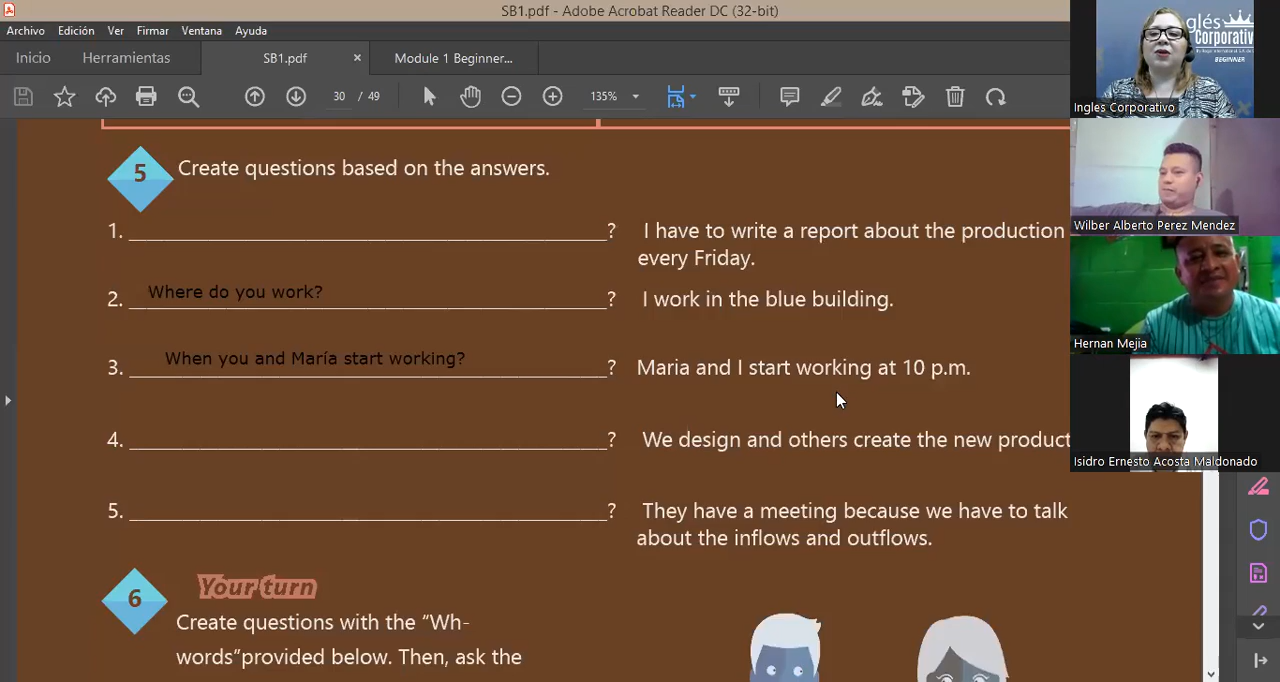 SB1.pdf - Adobe Acrobat Reader DC (32-bit)
Archivo Edición Ver Firmar Ventana Ayuda
Inicio Herramientas SB1.pdf × Module 1 Beginner...
30 / 49 135%
5 Create questions based on the answers.
1. ? I have to write a report about the production
every Friday.
2. Where do you work? ? I work in the blue building.
3. When you and María start working? ? Maria and I start working at 10 p.m.
4. ? We design and others create the new product
5. ? They have a meeting because we have to talk
about the inflows and outflows.
6 Your turn
Create questions with the “Wh-
words”provided below. Then, ask the
glés
Corporativ
BEGINNER
Ingles Corporativo
Wilber Alberto Perez Mendez
Hernan Mejia
Isidro Ernesto Acosta Maldonado